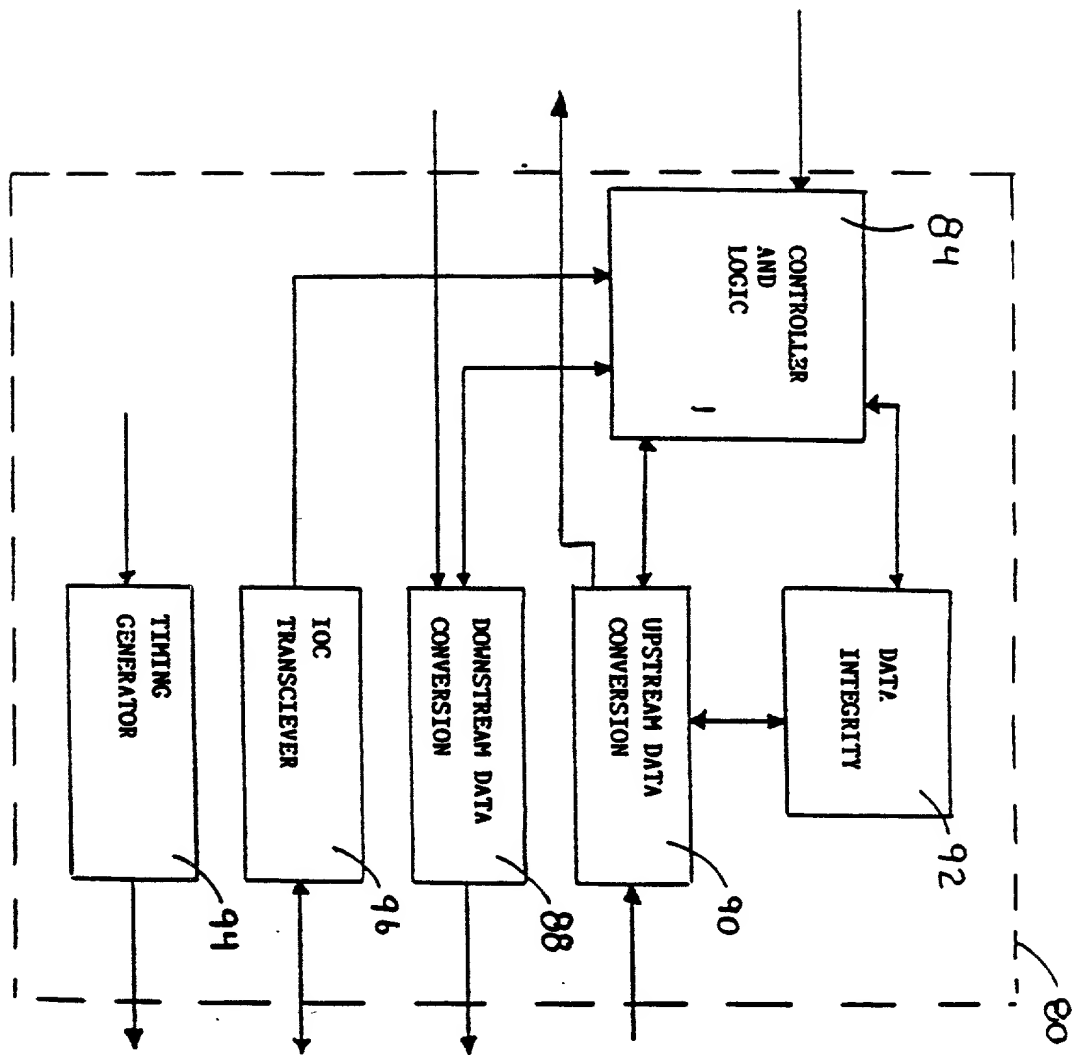 80
84
CONTROLLER
AND
LOGIC
DATA
INTEGRITY
92
UPSTREAM DATA
CONVERSION
90
DOWNSTREAM DATA
CONVERSION
88
IOC
TRANSCIEVER
96
TIMING
GENERATOR
94